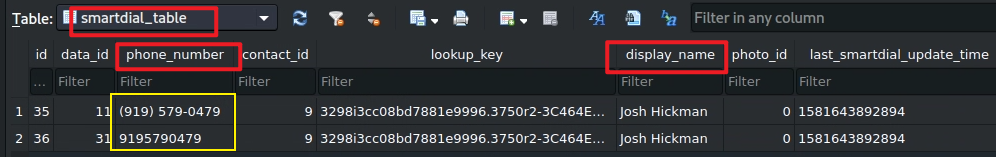 Table: smartdial_table Filter in any column
id data_id phone_number contact_id lookup_key display_name photo_id last_smartdial_update_time
... Filter Filter Filter Filter Filter Filter Filter
1 35 11 (919) 579-0479 9 3298i3cc08bd7881e9996.3750r2-3C464E... Josh Hickman 0 1581643892894
2 36 31 9195790479 9 3298i3cc08bd7881e9996.3750r2-3C464E... Josh Hickman 0 1581643892894